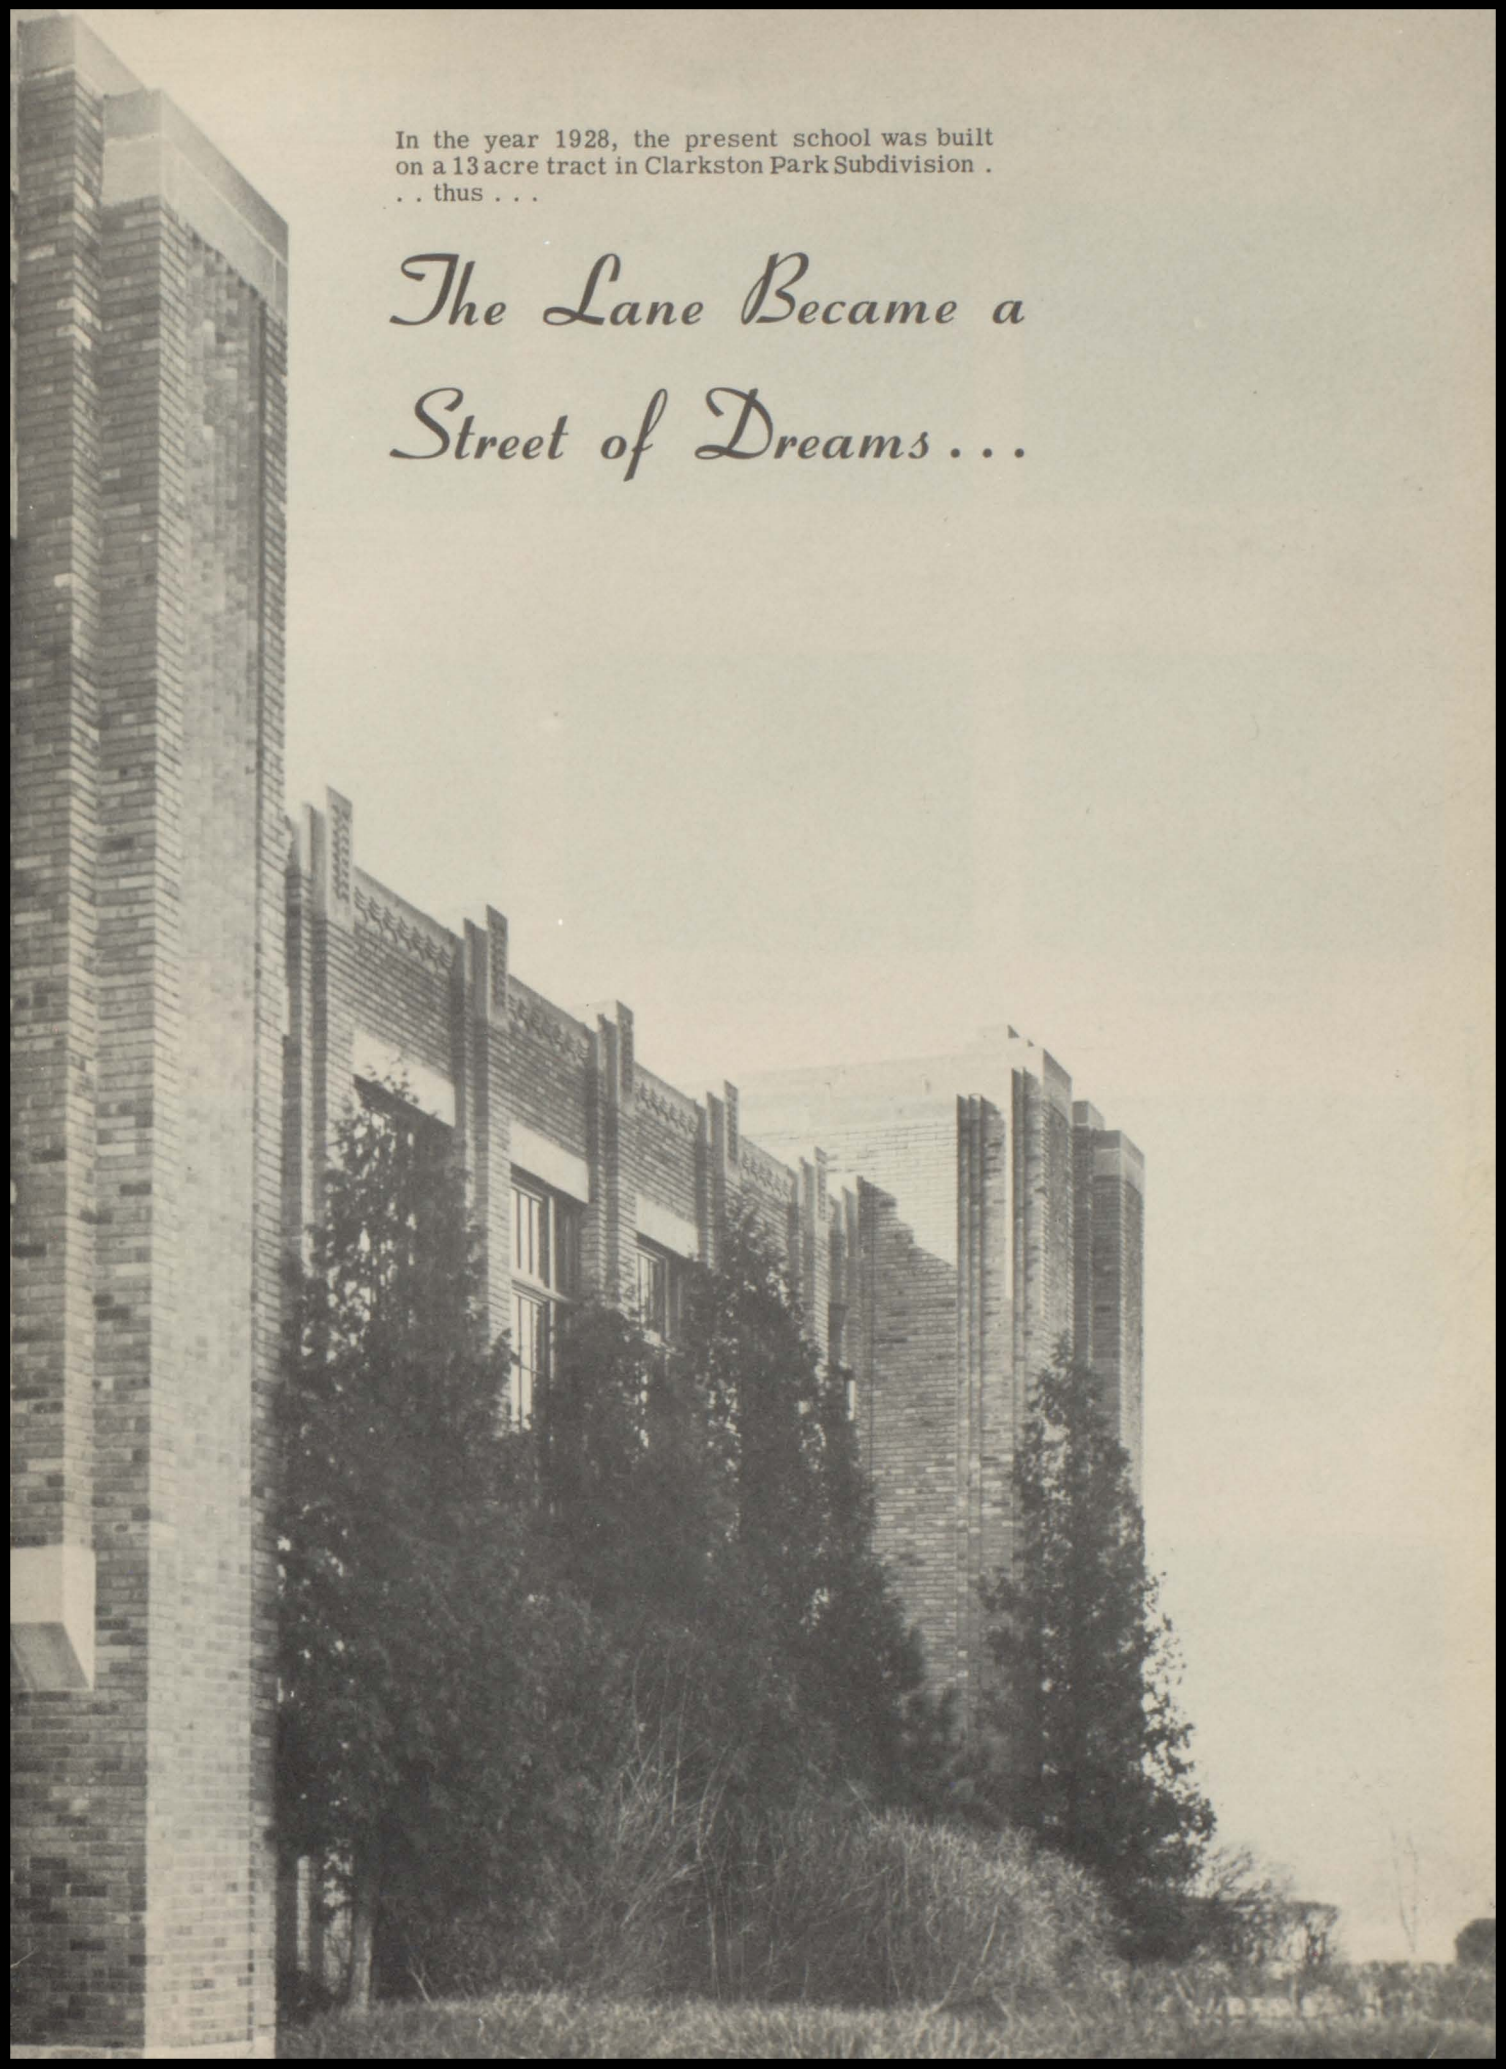 In the year 1928, the present school was built
on a 13 acre tract in Clarkston Park Subdivision .
. . thus . . .
The Lane Became a
Street of Dreams . . .